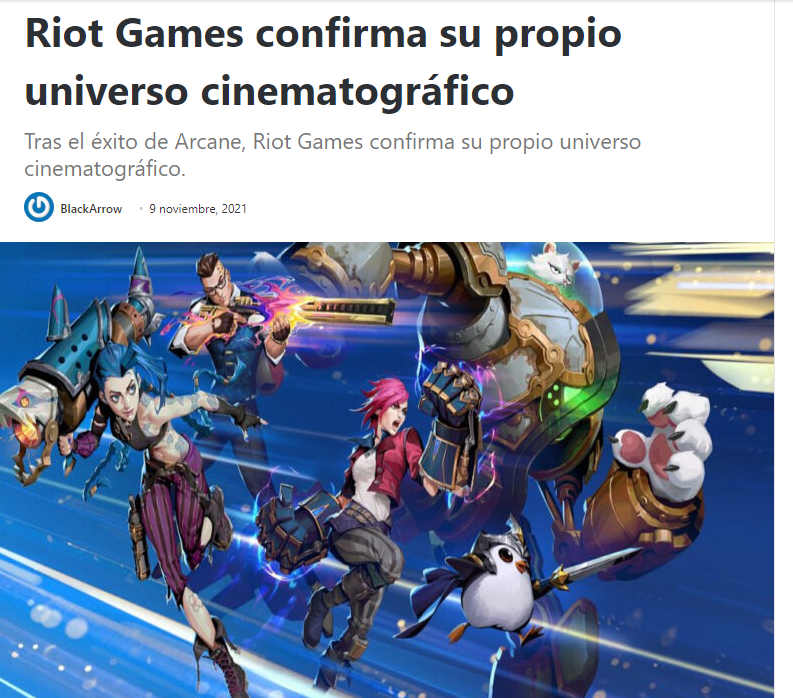 Riot Games confirma su propio
universo cinematográfico
Tras el éxito de Arcane, Riot Games confirma su propio universo
cinematográfico.
BlackArrow • 9 noviembre, 2021